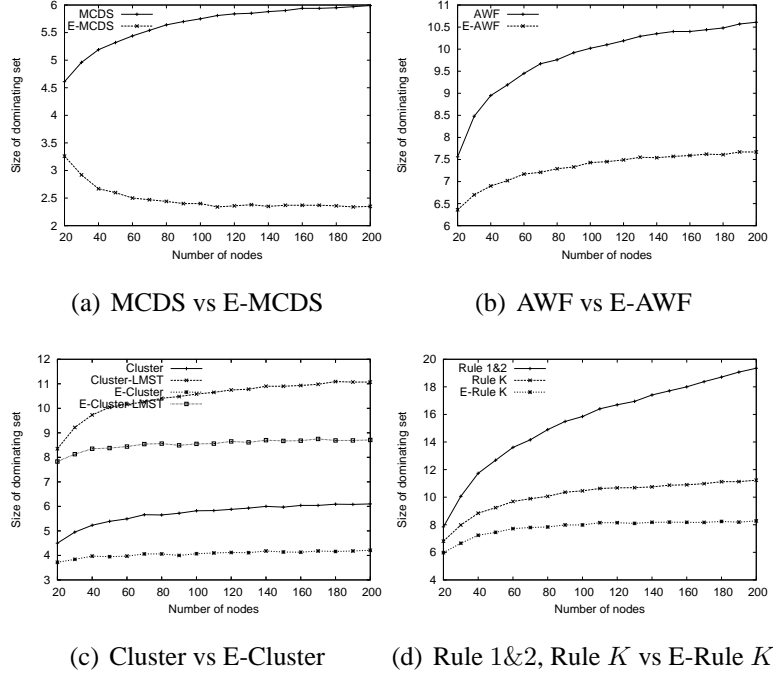 6
5.5
5
4.5
4
3.5
3
2.5
2
20 40 60 80 100 120 140 160 180 200
Size of dominating set
Number of nodes
MCDS
E-MCDS
(a) MCDS vs E-MCDS
11
10.5
10
9.5
9
8.5
8
7.5
7
6.5
6
20 40 60 80 100 120 140 160 180 200
Size of dominating set
Number of nodes
AWF
E-AWF
(b) AWF vs E-AWF
12
11
10
9
8
7
6
5
4
3
20 40 60 80 100 120 140 160 180 200
Size of dominating set
Number of nodes
Cluster
Cluster-LMST
E-Cluster
E-Cluster-LMST
(c) Cluster vs E-Cluster
20
18
16
14
12
10
8
6
4
20 40 60 80 100 120 140 160 180 200
Size of dominating set
Number of nodes
Rule 1&2
Rule K
E-Rule K
(d) Rule 1&2, Rule K vs E-Rule K